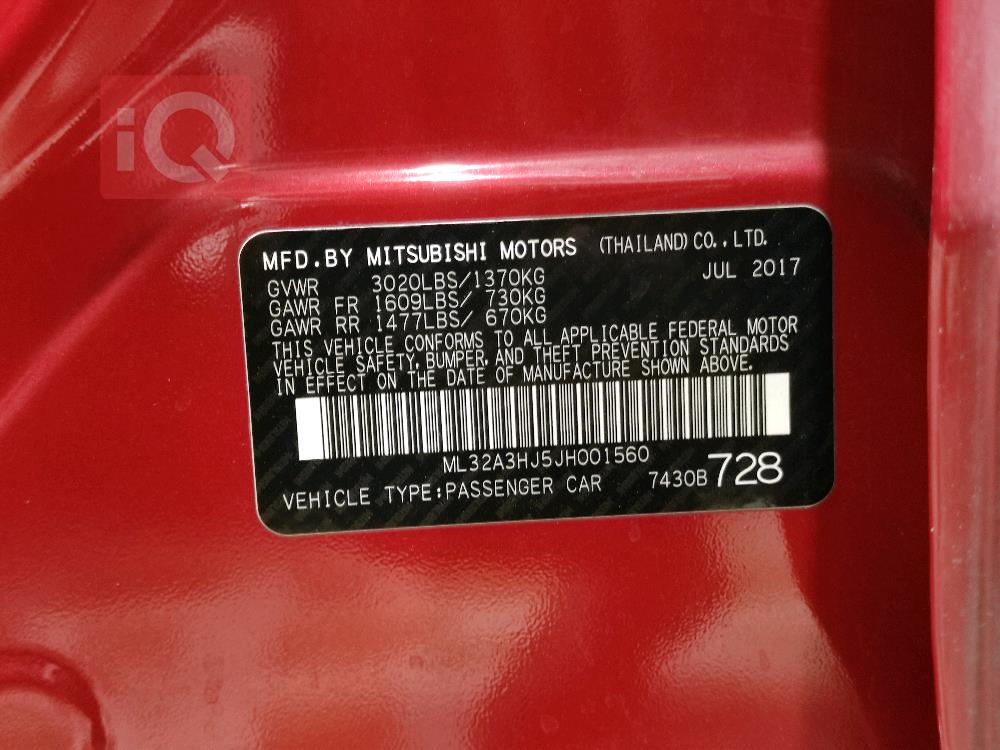 iQ
MFD.BY MITSUBISHI MOTORS (THAILAND) CO.,LTD.
GVWR 3020LBS/1370KG JUL 2017
GAWR FR 1609LBS/ 730KG
GAWR RR 1477LBS/ 670KG
THIS VEHICLE CONFORMS TO ALL APPLICABLE FEDERAL MOTOR
VEHICLE SAFETY, BUMPER, AND THEFT PREVENTION STANDARDS
IN EFFECT ON THE DATE OF MANUFACTURE SHOWN ABOVE.
ML32A3HJ5JH001560
VEHICLE TYPE:PASSENGER CAR 7430B 728